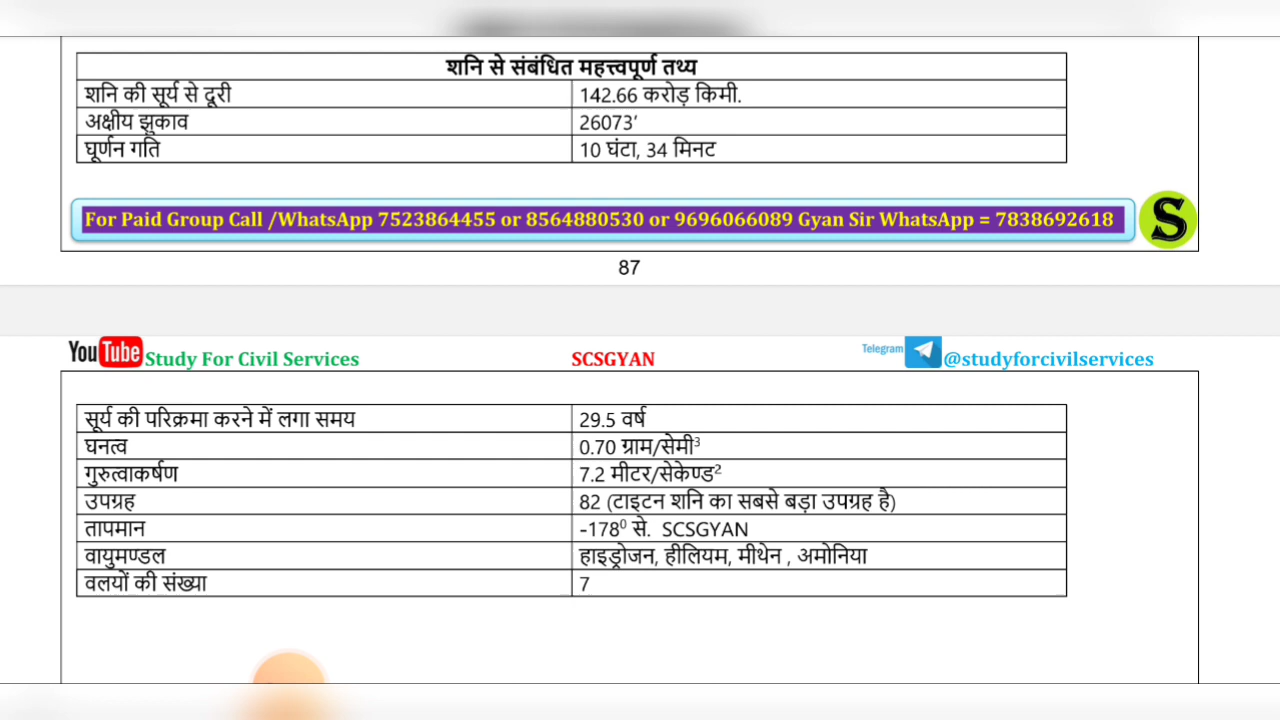 शनि से संबंधित महत्त्वपूर्ण तथ्य
शनि की सूर्य से दूरी 142.66 करोड़ किमी.
अक्षीय झुकाव 26073’
घूर्णन गति 10 घंटा, 34 मिनट
For Paid Group Call /WhatsApp 7523864455 or 8564880530 or 9696066089 Gyan Sir WhatsApp = 7838692618 S
87
YouTube Study For Civil Services SCSGYAN Telegram @studyforcivilservices
सूर्य की परिक्रमा करने में लगा समय 29.5 वर्ष
घनत्व 0.70 ग्राम/सेमी³
गुरुत्वाकर्षण 7.2 मीटर/सेकेण्ड²
उपग्रह 82 (टाइटन शनि का सबसे बड़ा उपग्रह है)
तापमान -178⁰ से. SCSGYAN
वायुमण्डल हाइड्रोजन, हीलियम, मीथेन , अमोनिया
वलयों की संख्या 7